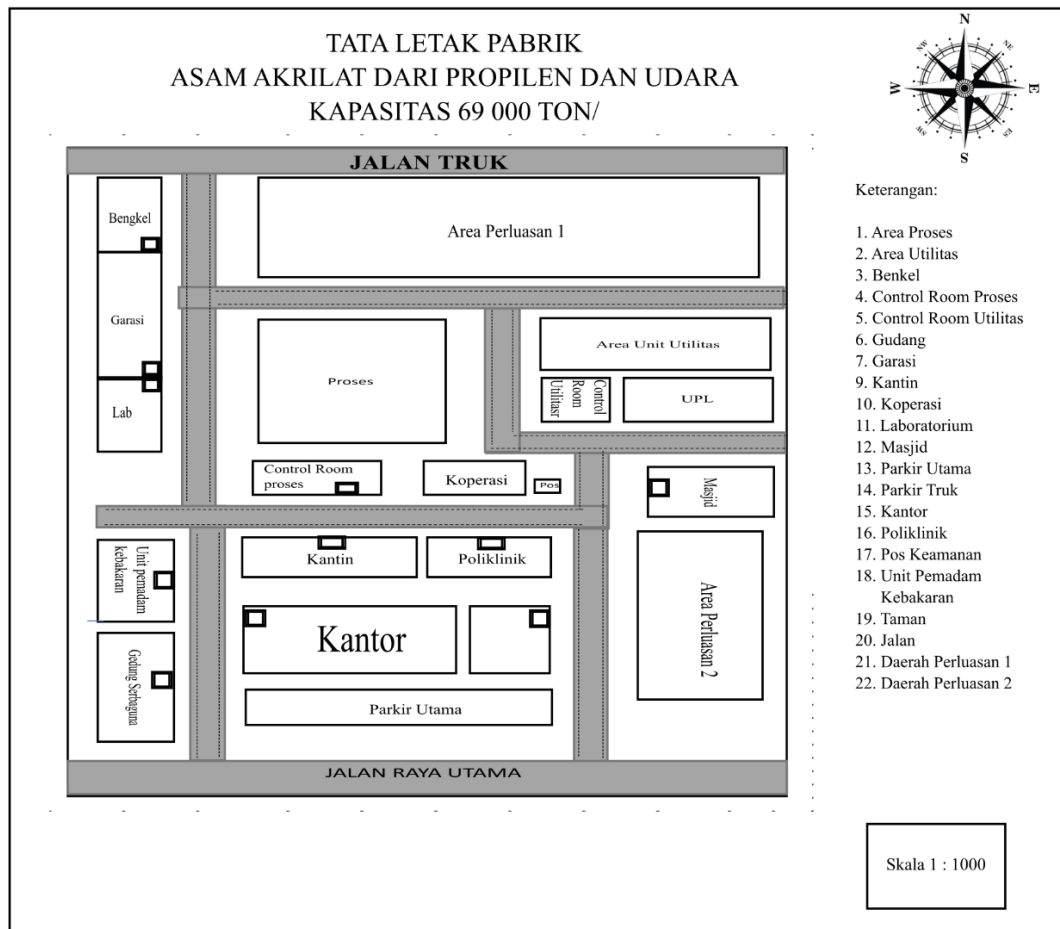 TATA LETAK PABRIK
ASAM AKRILAT DARI PROPILEN DAN UDARA
KAPASITAS 69 000 TON/
N
NE
E
ES
S
SW
W
NW
JALAN TRUK
Bengkel
Garasi
Lab
Area Perluasan 1
Proses
Area Unit Utilitas
Control
Room
Utilitasr
UPL
Control Room
proses
Koperasi
Pos
Masjid
Unit pemadam
kebakaran
Kantin
Poliklinik
Gedung Serbaguna
Kantor
Area Perluasan 2
Parkir Utama
JALAN RAYA UTAMA
Keterangan:
1. Area Proses
2. Area Utilitas
3. Benkel
4. Control Room Proses
5. Control Room Utilitas
6. Gudang
7. Garasi
9. Kantin
10. Koperasi
11. Laboratorium
12. Masjid
13. Parkir Utama
14. Parkir Truk
15. Kantor
16. Poliklinik
17. Pos Keamanan
18. Unit Pemadam
Kebakaran
19. Taman
20. Jalan
21. Daerah Perluasan 1
22. Daerah Perluasan 2
Skala 1 : 1000